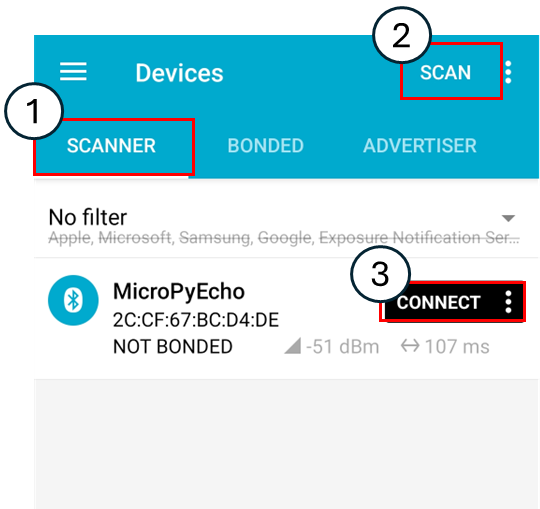 2
Devices SCAN
1
SCANNER BONDED ADVERTISER
No filter
Apple, Microsoft, Samsung, Google, Exposure Notification Ser...
3
MicroPyEcho CONNECT
2C:CF:67:BC:D4:DE
NOT BONDED -51 dBm 107 ms